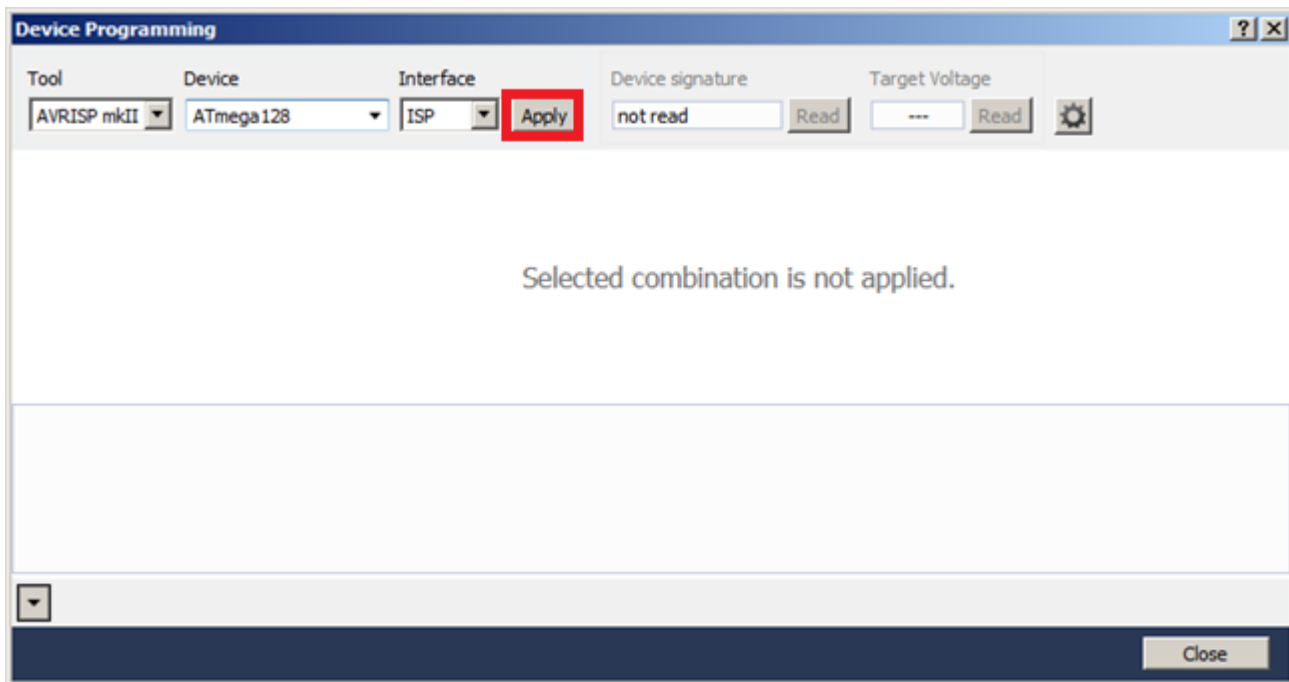 Device Programming
Tool Device Interface Device signature Target Voltage
AVRISP mkII ATmega128 ISP Apply not read Read --- Read
Selected combination is not applied.
Close